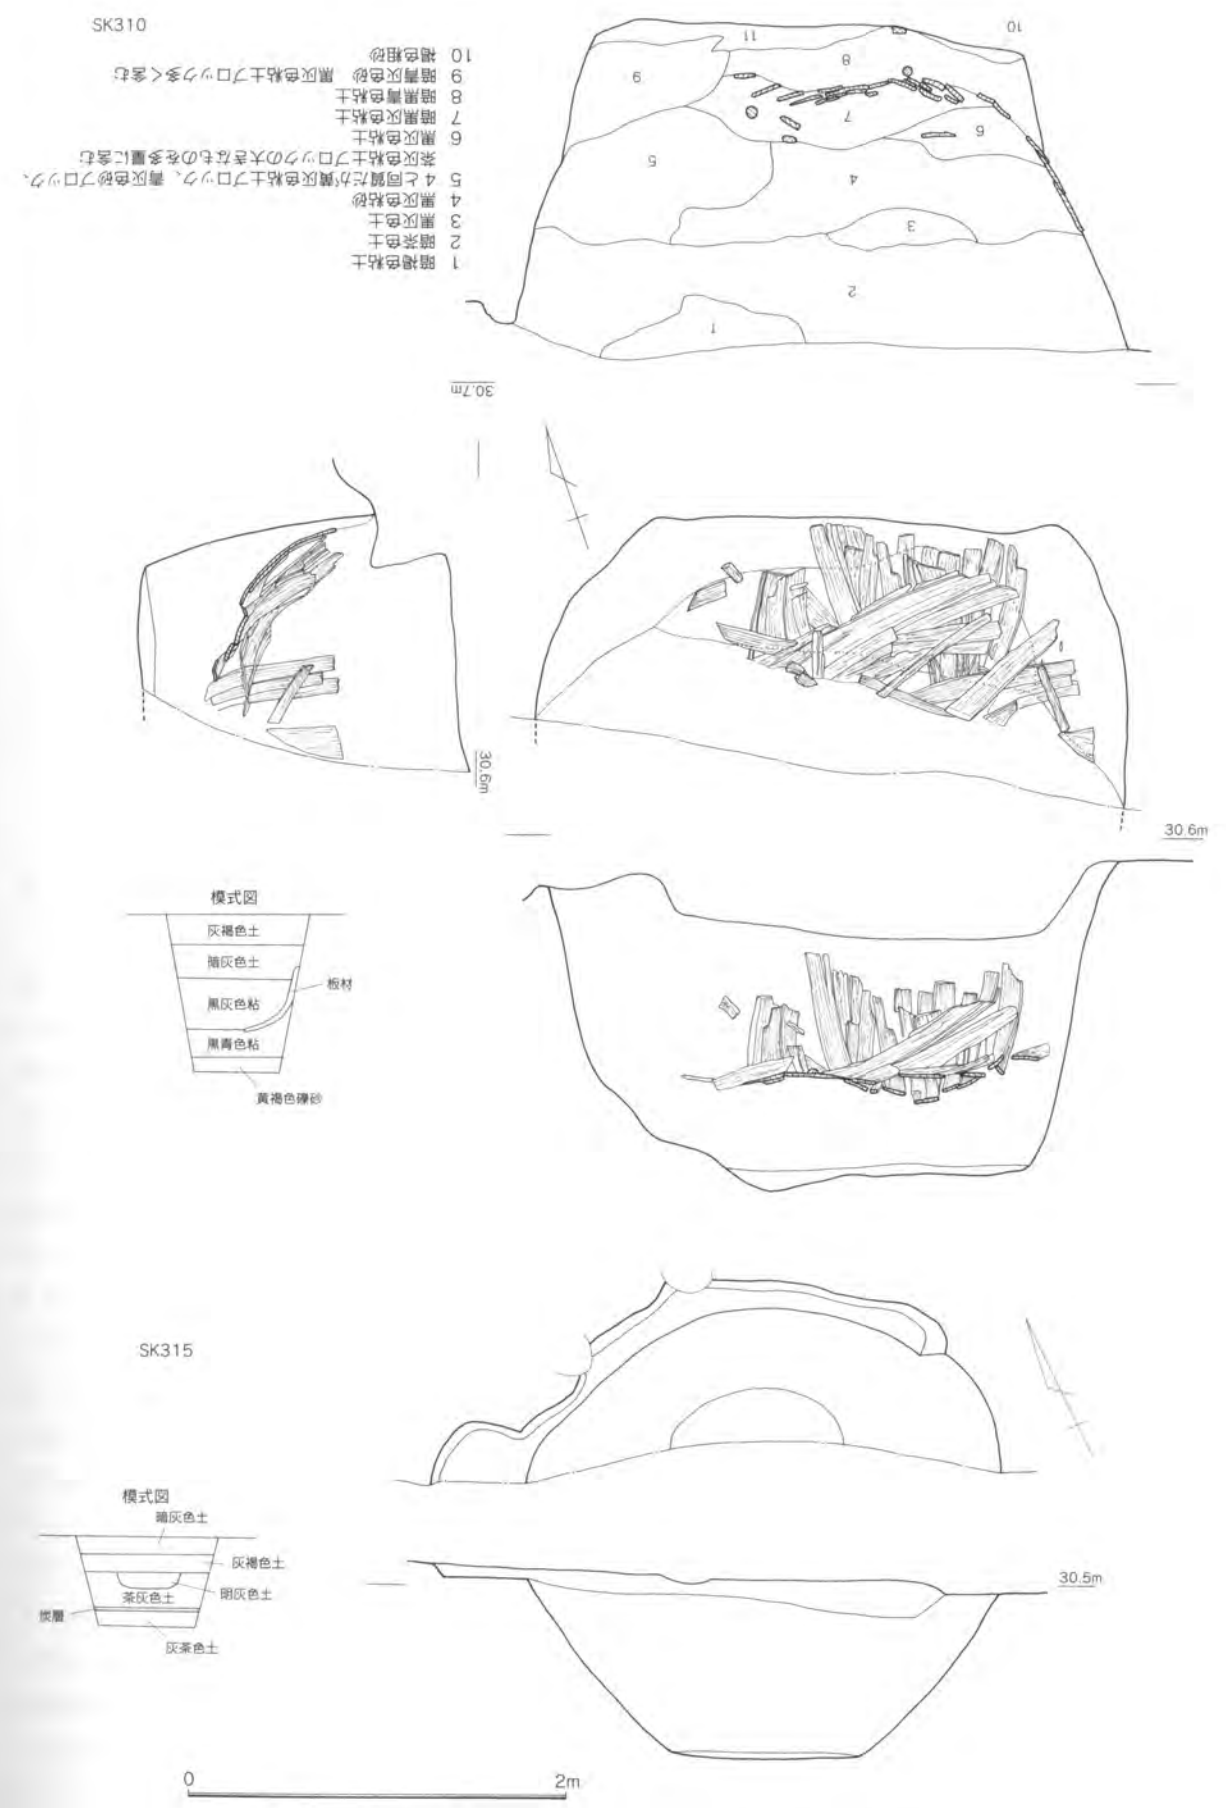 SK310
1 暗褐色粘土
2 暗茶色土
3 黒灰色土
4 黒灰色粘砂
5 4と同質だが黄灰色粘土ブロック、青灰色砂ブロック、
茶灰色粘土ブロックの大きなものを多量に含む
6 黒灰色粘土
7 暗黒灰色粘土
8 暗黒青色粘土
9 暗青灰色砂 黒灰色粘土ブロック多く含む
10 褐色粗砂
1
2
3
4
5
6
7
8
9
10
11
30.7m
30.6m
30.6m
模式図
灰褐色土
暗灰色土
板材
黒灰色粘
黒青色粘
黄褐色礫砂
SK315
模式図
暗灰色土
灰褐色土
明灰色土
茶灰色土
炭層
灰茶色土
30.5m
0 2m